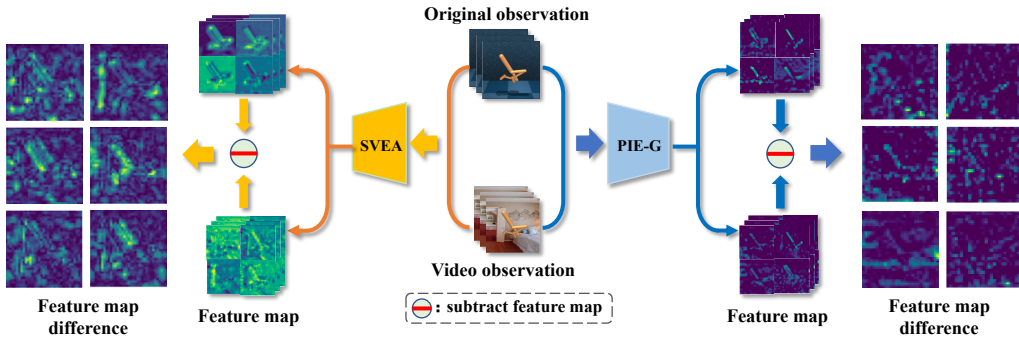 Original observation
SVEA
PIE-G
Video observation
: subtract feature map
Feature map
difference
Feature map
Feature map
Feature map
difference